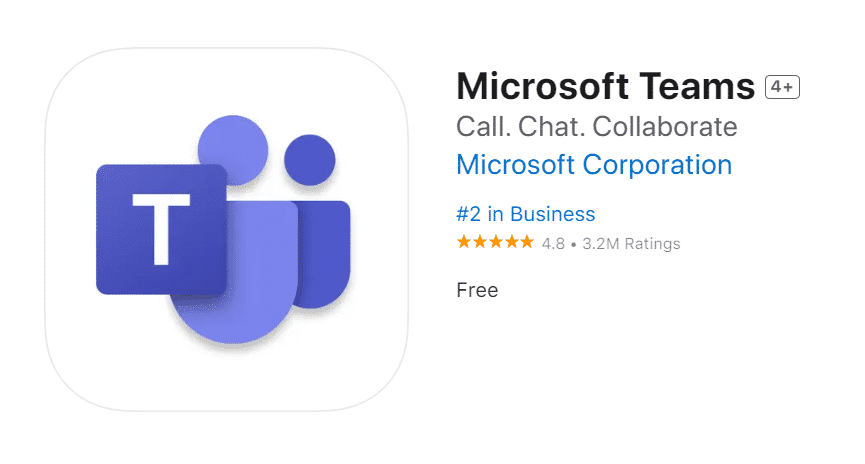 T
Microsoft Teams 4+
Call. Chat. Collaborate
Microsoft Corporation
#2 in Business
★★★★★ 4.8 • 3.2M Ratings
Free